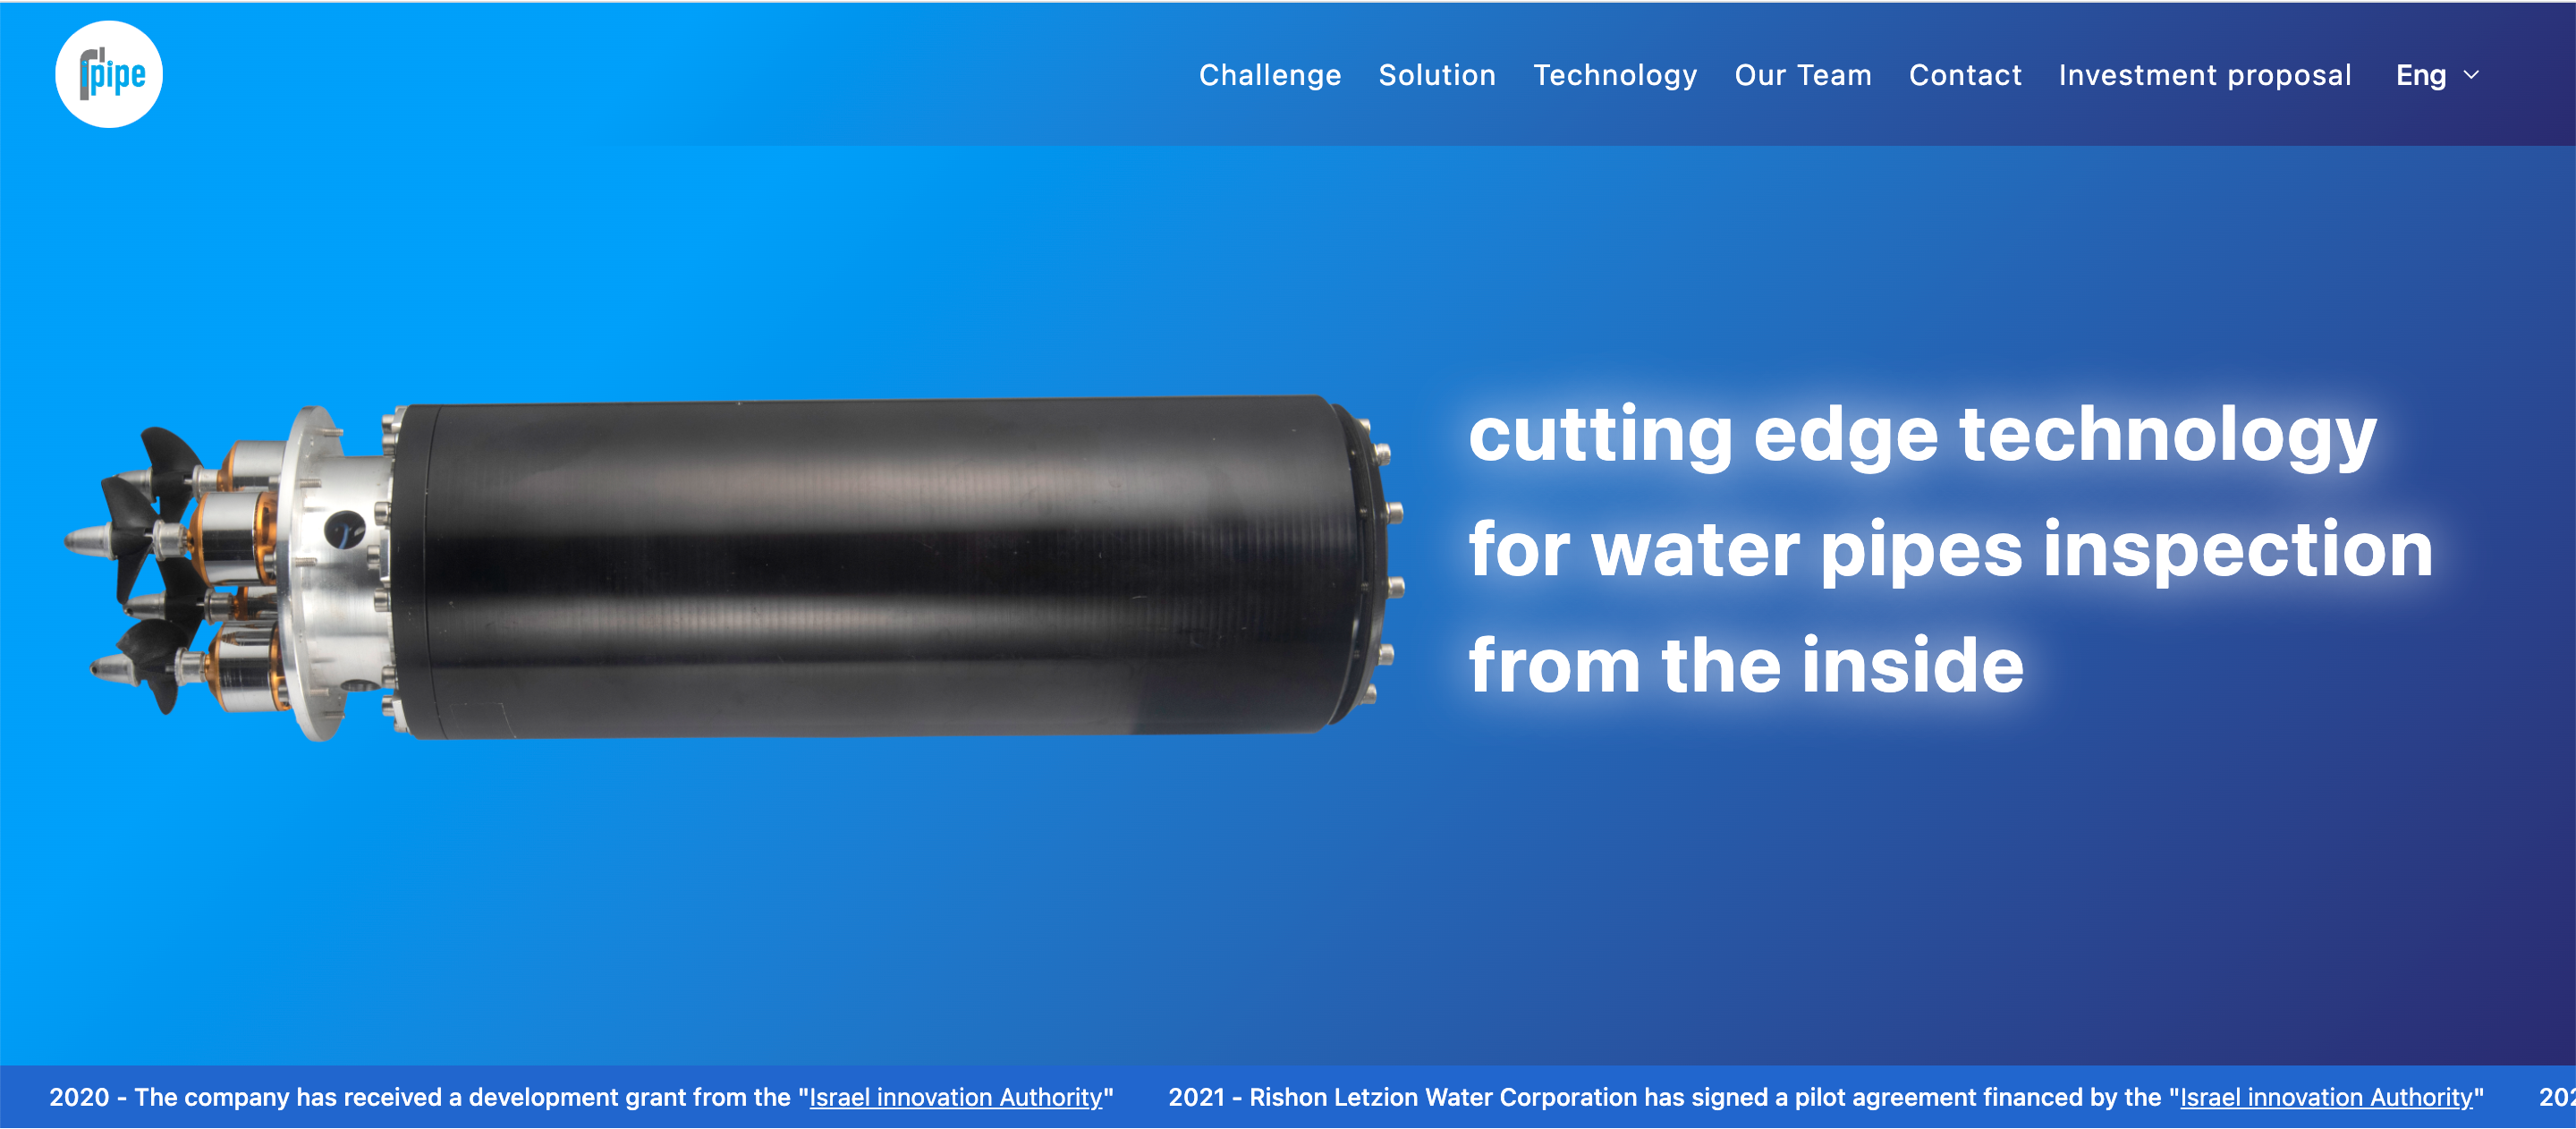 rpipe
Challenge Solution Technology Our Team Contact Investment proposal Eng
cutting edge technology
for water pipes inspection
from the inside
2020 - The company has received a development grant from the "Israel innovation Authority" 2021 - Rishon Letzion Water Corporation has signed a pilot agreement financed by the "Israel innovation Authority"